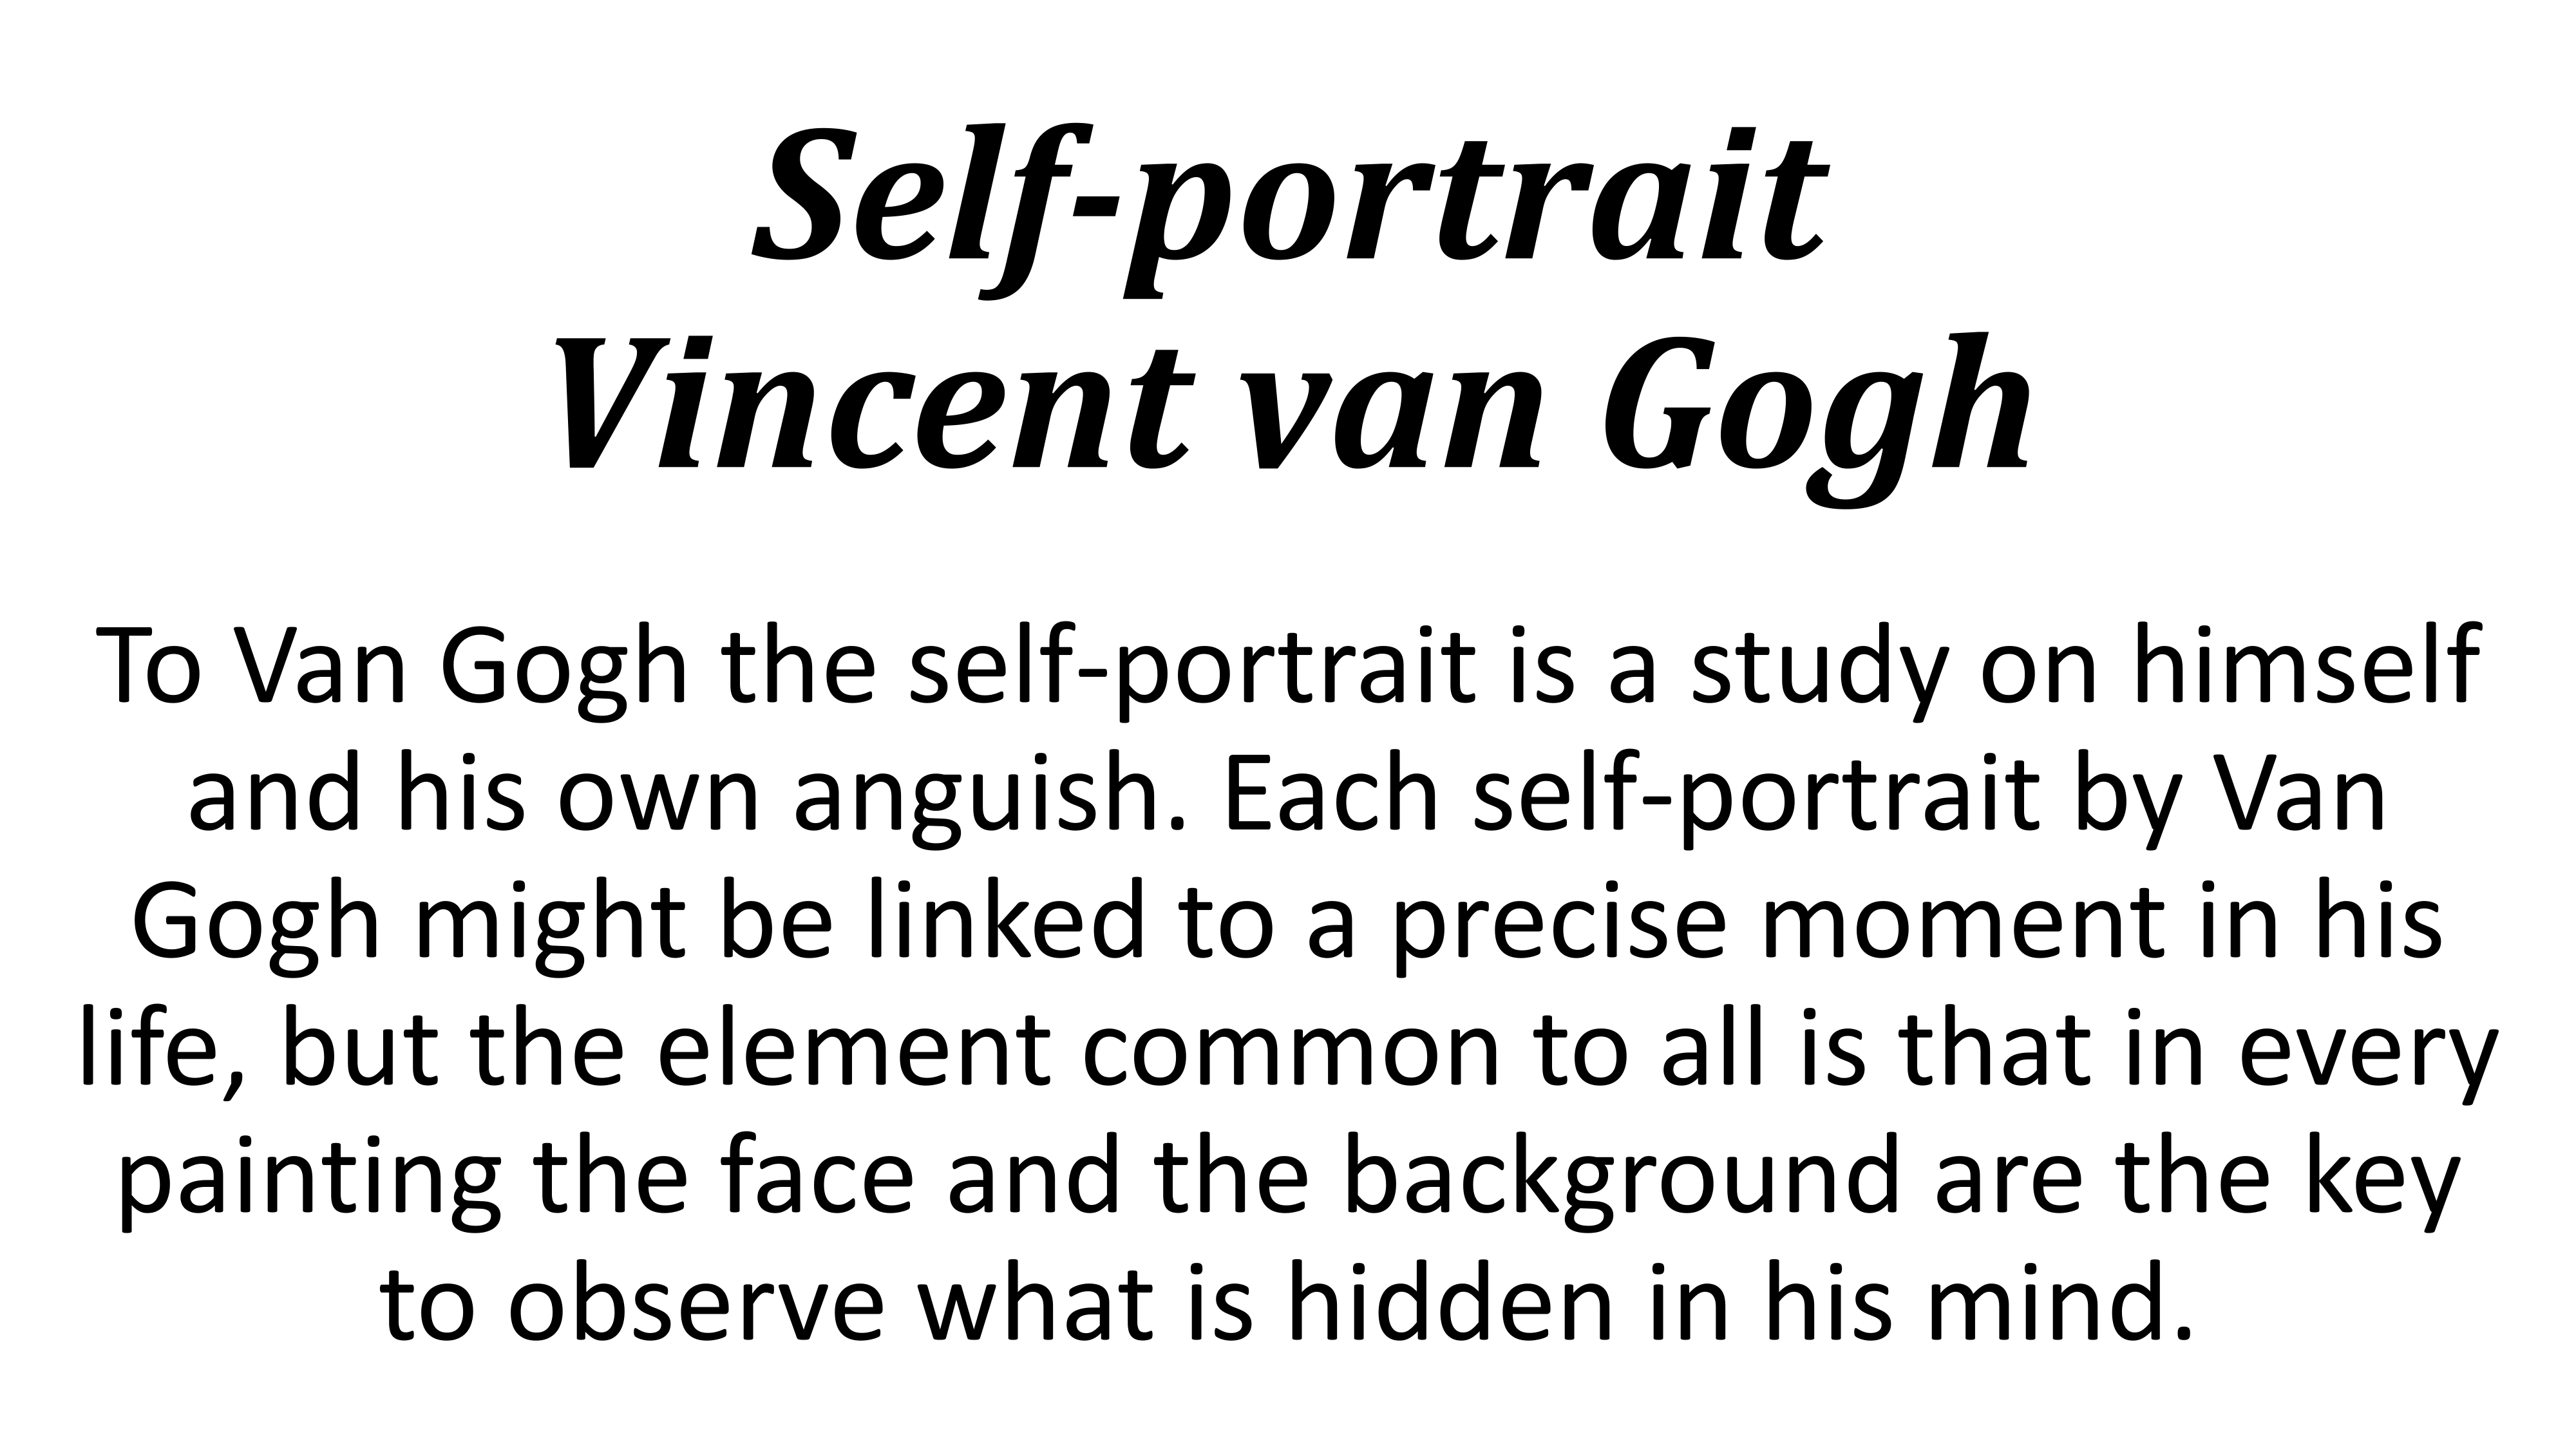 Self-portrait
Vincent van Gogh
To Van Gogh the self-portrait is a study on himself
and his own anguish. Each self-portrait by Van
Gogh might be linked to a precise moment in his
life, but the element common to all is that in every
painting the face and the background are the key
to observe what is hidden in his mind.